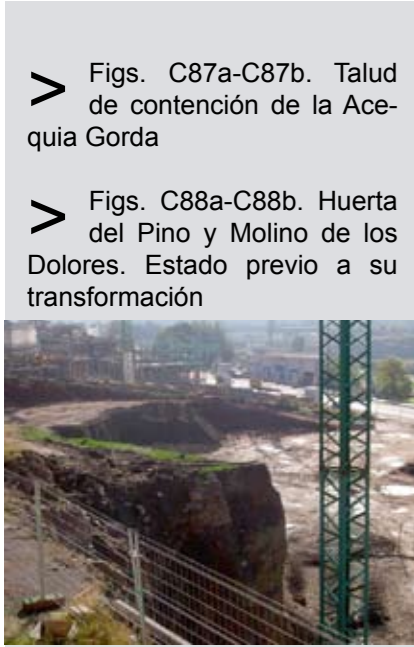 > Figs. C87a-C87b. Talud
de contención de la Ace-
quia Gorda
> Figs. C88a-C88b. Huerta
del Pino y Molino de los
Dolores. Estado previo a su
transformación